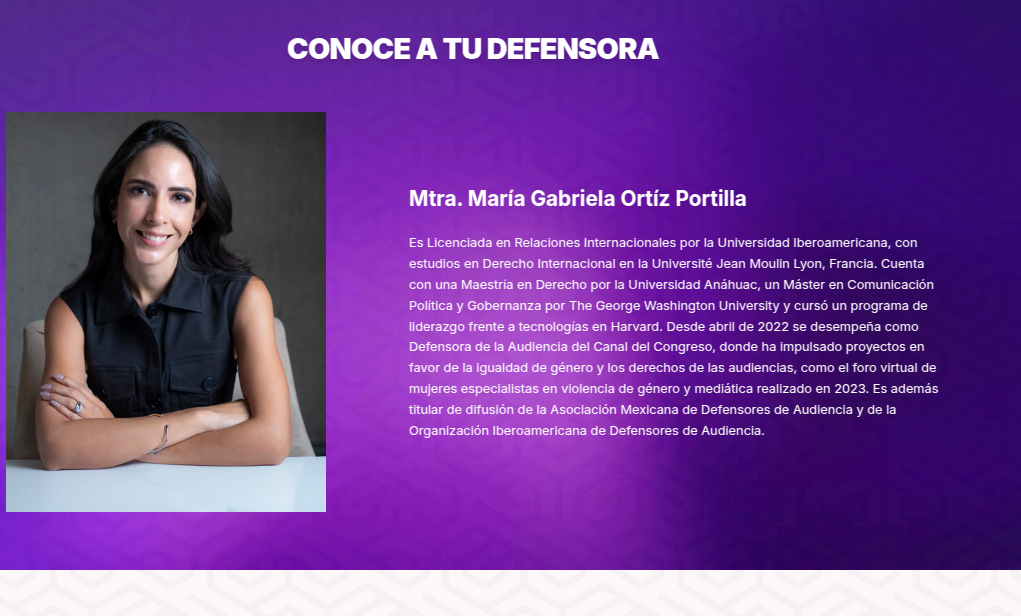 CONOCE A TU DEFENSORA
Mtra. María Gabriela Ortíz Portilla
Es Licenciada en Relaciones Internacionales por la Universidad Iberoamericana, con
estudios en Derecho Internacional en la Université Jean Moulin Lyon, Francia. Cuenta
con una Maestría en Derecho por la Universidad Anáhuac, un Máster en Comunicación
Política y Gobernanza por The George Washington University y cursó un programa de
liderazgo frente a tecnologías en Harvard. Desde abril de 2022 se desempeña como
Defensora de la Audiencia del Canal del Congreso, donde ha impulsado proyectos en
favor de la igualdad de género y los derechos de las audiencias, como el foro virtual de
mujeres especialistas en violencia de género y mediática realizado en 2023. Es además
titular de difusión de la Asociación Mexicana de Defensores de Audiencia y de la
Organización Iberoamericana de Defensores de Audiencia.